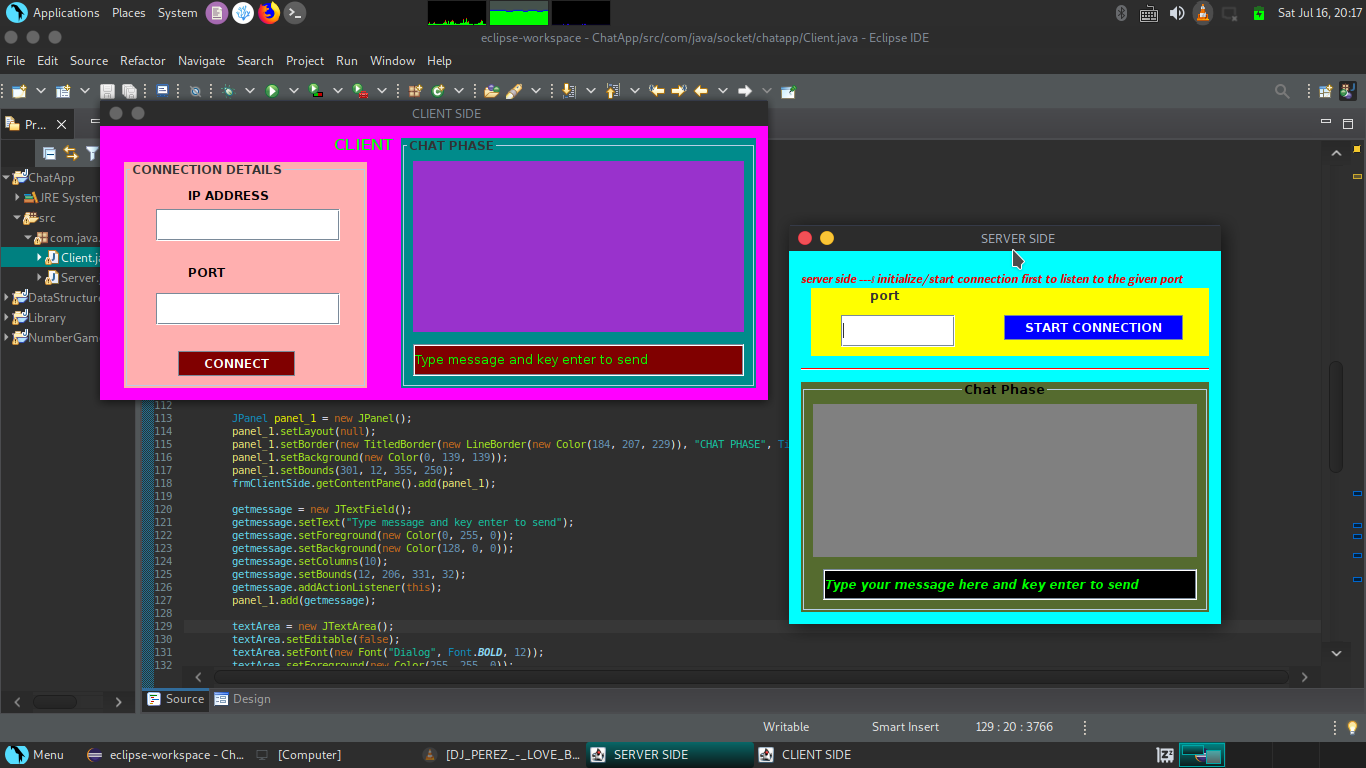 Applications Places System
Sat Jul 16, 20:17
eclipse-workspace - ChatApp/src/com/java/socket/chatapp/Client.java - Eclipse IDE
File Edit Source Refactor Navigate Search Project Run Window Help
Pr...
ChatApp
JRE System
src
com.java.
Client.ja
Server.
DataStructure
Library
NumberGam
CLIENT SIDE
CLIENT
CONNECTION DETAILS
IP ADDRESS
PORT
CONNECT
CHAT PHASE
Type message and key enter to send
SERVER SIDE
server side ---: initialize/start connection first to listen to the given port
port
START CONNECTION
Chat Phase
Type your message here and key enter to send
112
113 JPanel panel_1 = new JPanel();
114 panel_1.setLayout(null);
115 panel_1.setBorder(new TitledBorder(new LineBorder(new Color(184, 207, 229)), "CHAT PHASE", Ti
116 panel_1.setBackground(new Color(0, 139, 139));
117 panel_1.setBounds(301, 12, 355, 250);
118 frmClientSide.getContentPane().add(panel_1);
119
120 getmessage = new JTextField();
121 getmessage.setText("Type message and key enter to send");
122 getmessage.setForeground(new Color(0, 255, 0));
123 getmessage.setBackground(new Color(128, 0, 0));
124 getmessage.setColumns(10);
125 getmessage.setBounds(12, 206, 331, 32);
126 getmessage.addActionListener(this);
127 panel_1.add(getmessage);
128
129 textArea = new JTextArea();
130 textArea.setEditable(false);
131 textArea.setFont(new Font("Dialog", Font.BOLD, 12));
132 textArea.setForeground(new Color(255, 255, 0));
Source Design
Writable Smart Insert 129 : 20 : 3766
Menu eclipse-workspace - Ch... [Computer] [DJ_PEREZ_-_LOVE_B... SERVER SIDE CLIENT SIDE